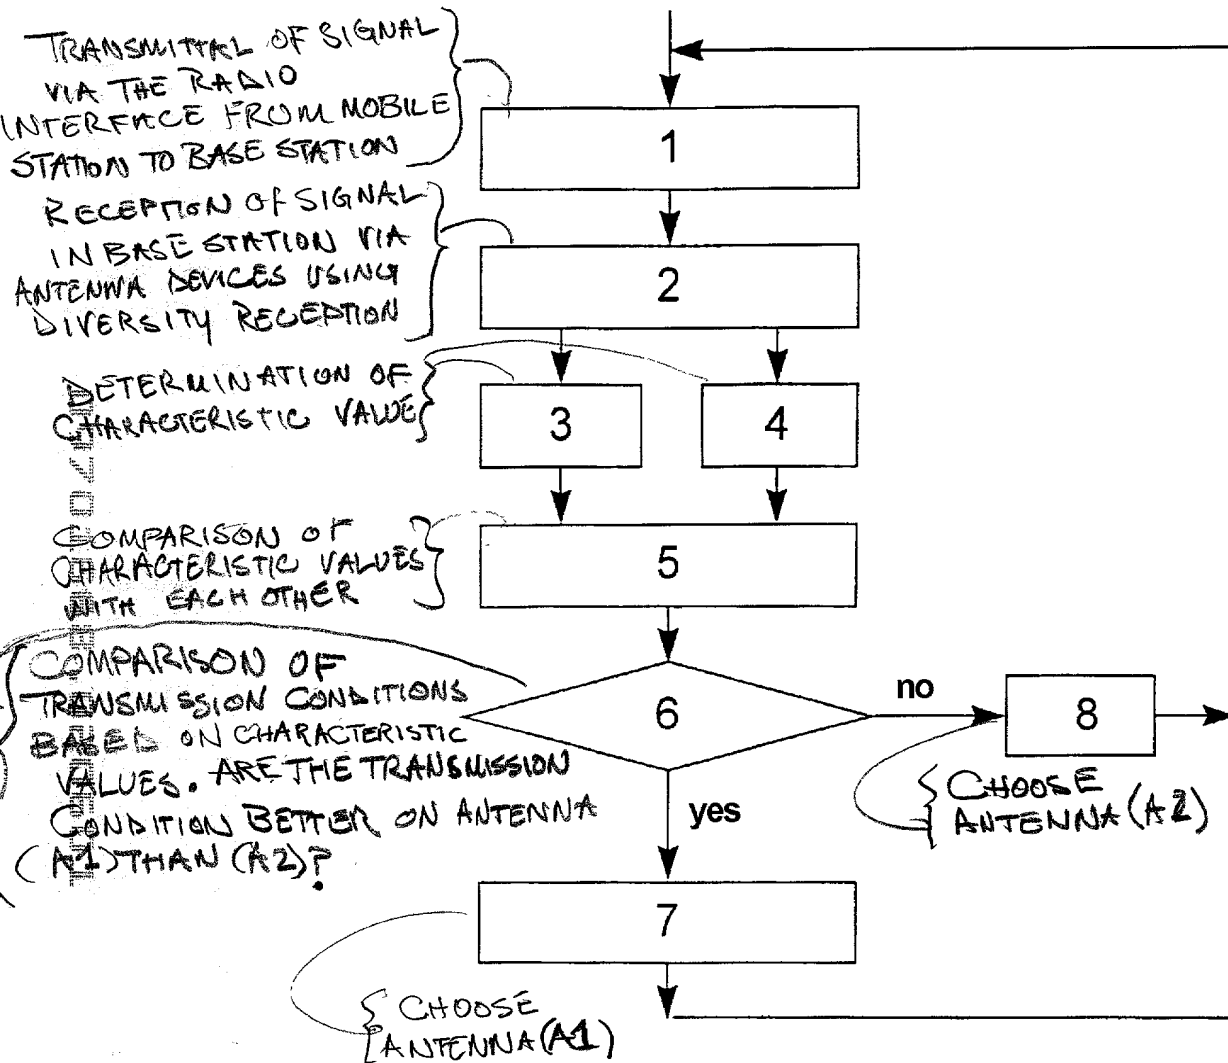 TRANSMITTAL OF SIGNAL
VIA THE RADIO
INTERFACE FROM MOBILE
STATION TO BASE STATION
1
RECEPTION OF SIGNAL
IN BASE STATION VIA
ANTENNA DEVICES USING
DIVERSITY RECEPTION
2
DETERMINATION OF
CHARACTERISTIC VALUE
3
4
COMPARISON OF
CHARACTERISTIC VALUES
WITH EACH OTHER
5
COMPARISON OF
TRANSMISSION CONDITIONS
BASED ON CHARACTERISTIC
VALUES. ARE THE TRANSMISSION
CONDITION BETTER ON ANTENNA
(A1) THAN (A2)?
6
no
8
CHOOSE
ANTENNA (A2)
yes
7
CHOOSE
ANTENNA (A1)